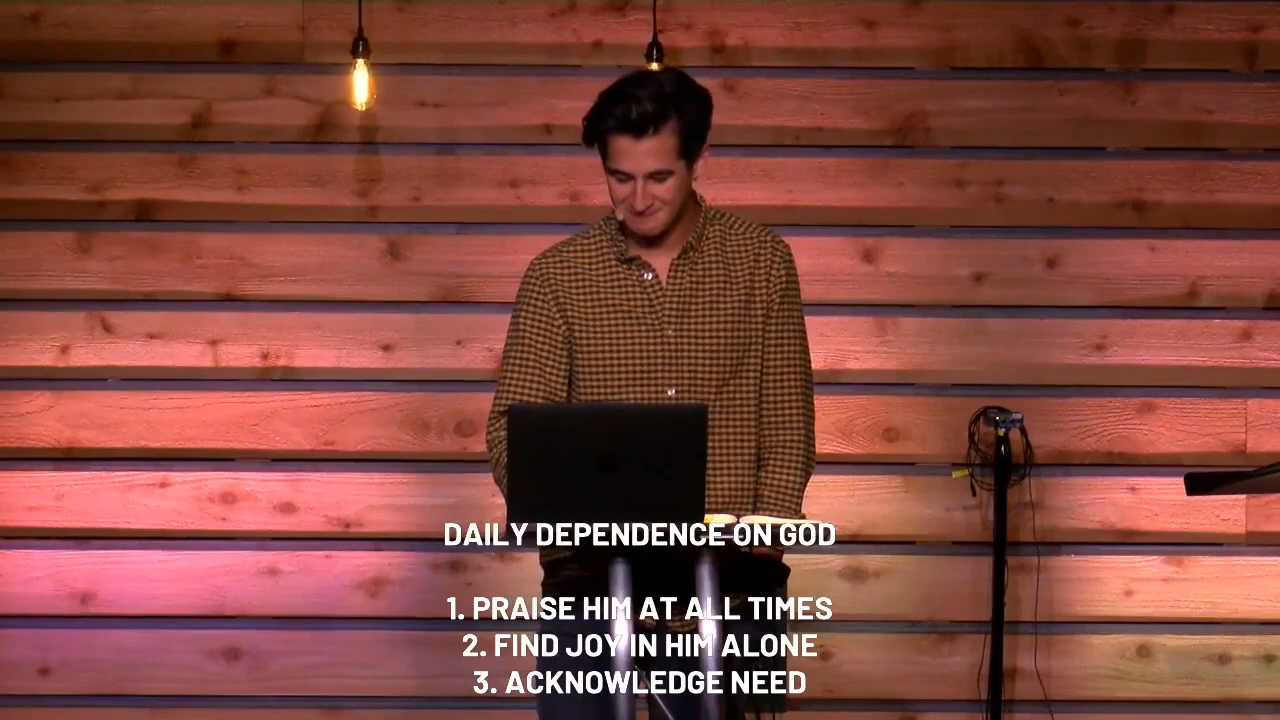 DAILY DEPENDENCE ON GOD
1. PRAISE HIM AT ALL TIMES
2. FIND JOY IN HIM ALONE
3. ACKNOWLEDGE NEED